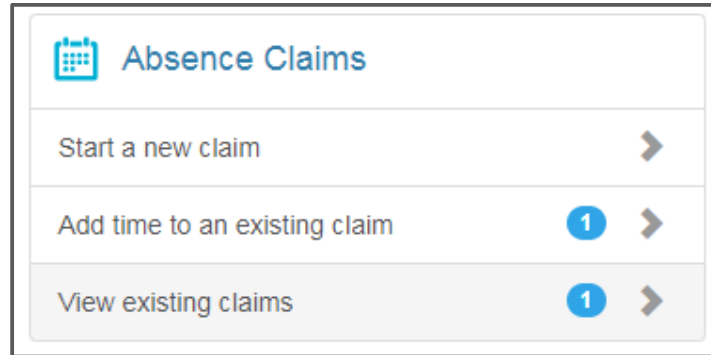 Absence Claims
Start a new claim
Add time to an existing claim 1
View existing claims 1